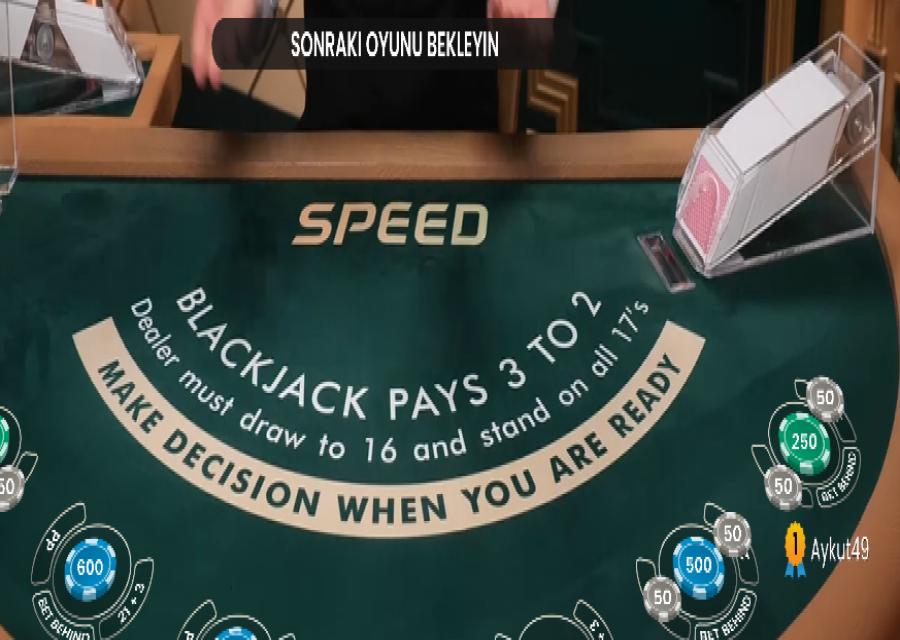 SONRAKI OYUNU BEKLEYIN
SPEED
BLACKJACK PAYS 3 TO 2
Dealer must draw to 16 and stand on all 17's
MAKE DECISION WHEN YOU ARE READY
50
250
50
BET BEHIND
50
PP
600
21 + 3
BET BEHIND
50
500
50
BET BEHIND
1 Aykut49